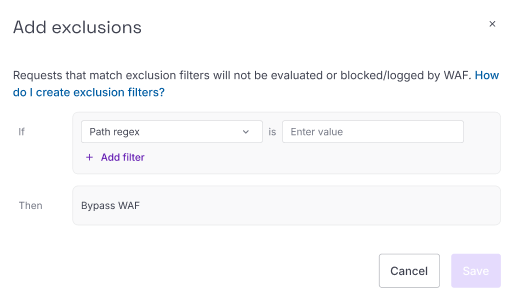 Add exclusions
×
Requests that match exclusion filters will not be evaluated or blocked/logged by WAF. How
do I create exclusion filters?
If
Path regex
is
Enter value
+ Add filter
Then
Bypass WAF
Cancel
Save